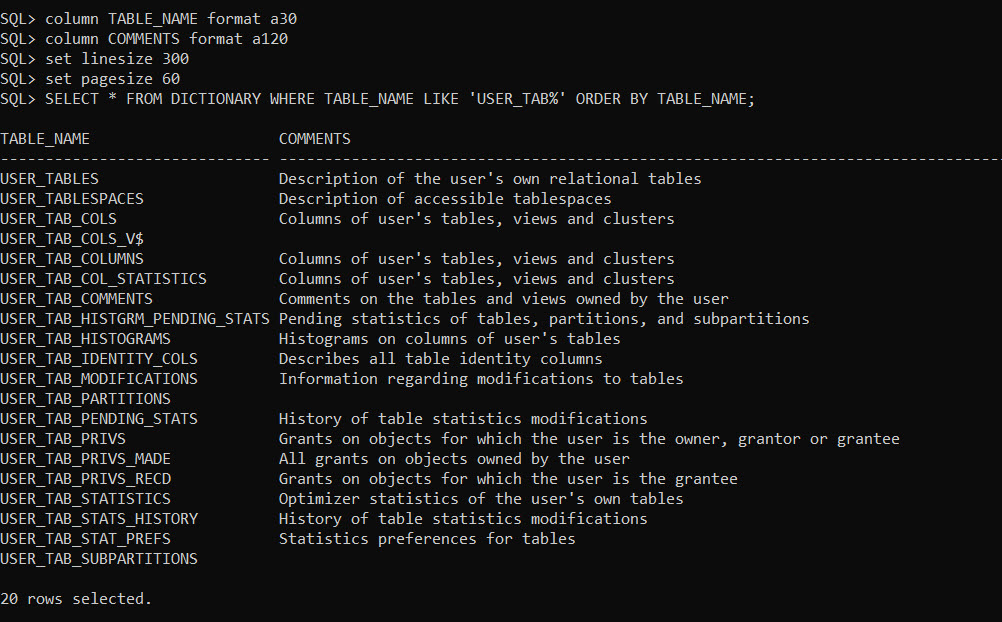 SQL> column TABLE_NAME format a30
SQL> column COMMENTS format a120
SQL> set linesize 300
SQL> set pagesize 60
SQL> SELECT * FROM DICTIONARY WHERE TABLE_NAME LIKE 'USER_TAB%' ORDER BY TABLE_NAME;

TABLE_NAME                     COMMENTS
------------------------------ --------------------------------------------------------------------------------
USER_TABLES                    Description of the user's own relational tables
USER_TABLESPACES               Description of accessible tablespaces
USER_TAB_COLS                  Columns of user's tables, views and clusters
USER_TAB_COLS_V$
USER_TAB_COLUMNS               Columns of user's tables, views and clusters
USER_TAB_COL_STATISTICS        Columns of user's tables, views and clusters
USER_TAB_COMMENTS              Comments on the tables and views owned by the user
USER_TAB_HISTGRM_PENDING_STATS Pending statistics of tables, partitions, and subpartitions
USER_TAB_HISTOGRAMS            Histograms on columns of user's tables
USER_TAB_IDENTITY_COLS         Describes all table identity columns
USER_TAB_MODIFICATIONS         Information regarding modifications to tables
USER_TAB_PARTITIONS
USER_TAB_PENDING_STATS         History of table statistics modifications
USER_TAB_PRIVS                 Grants on objects for which the user is the owner, grantor or grantee
USER_TAB_PRIVS_MADE            All grants on objects owned by the user
USER_TAB_PRIVS_RECD            Grants on objects for which the user is the grantee
USER_TAB_STATISTICS            Optimizer statistics of the user's own tables
USER_TAB_STATS_HISTORY         History of table statistics modifications
USER_TAB_STAT_PREFS            Statistics preferences for tables
USER_TAB_SUBPARTITIONS

20 rows selected.